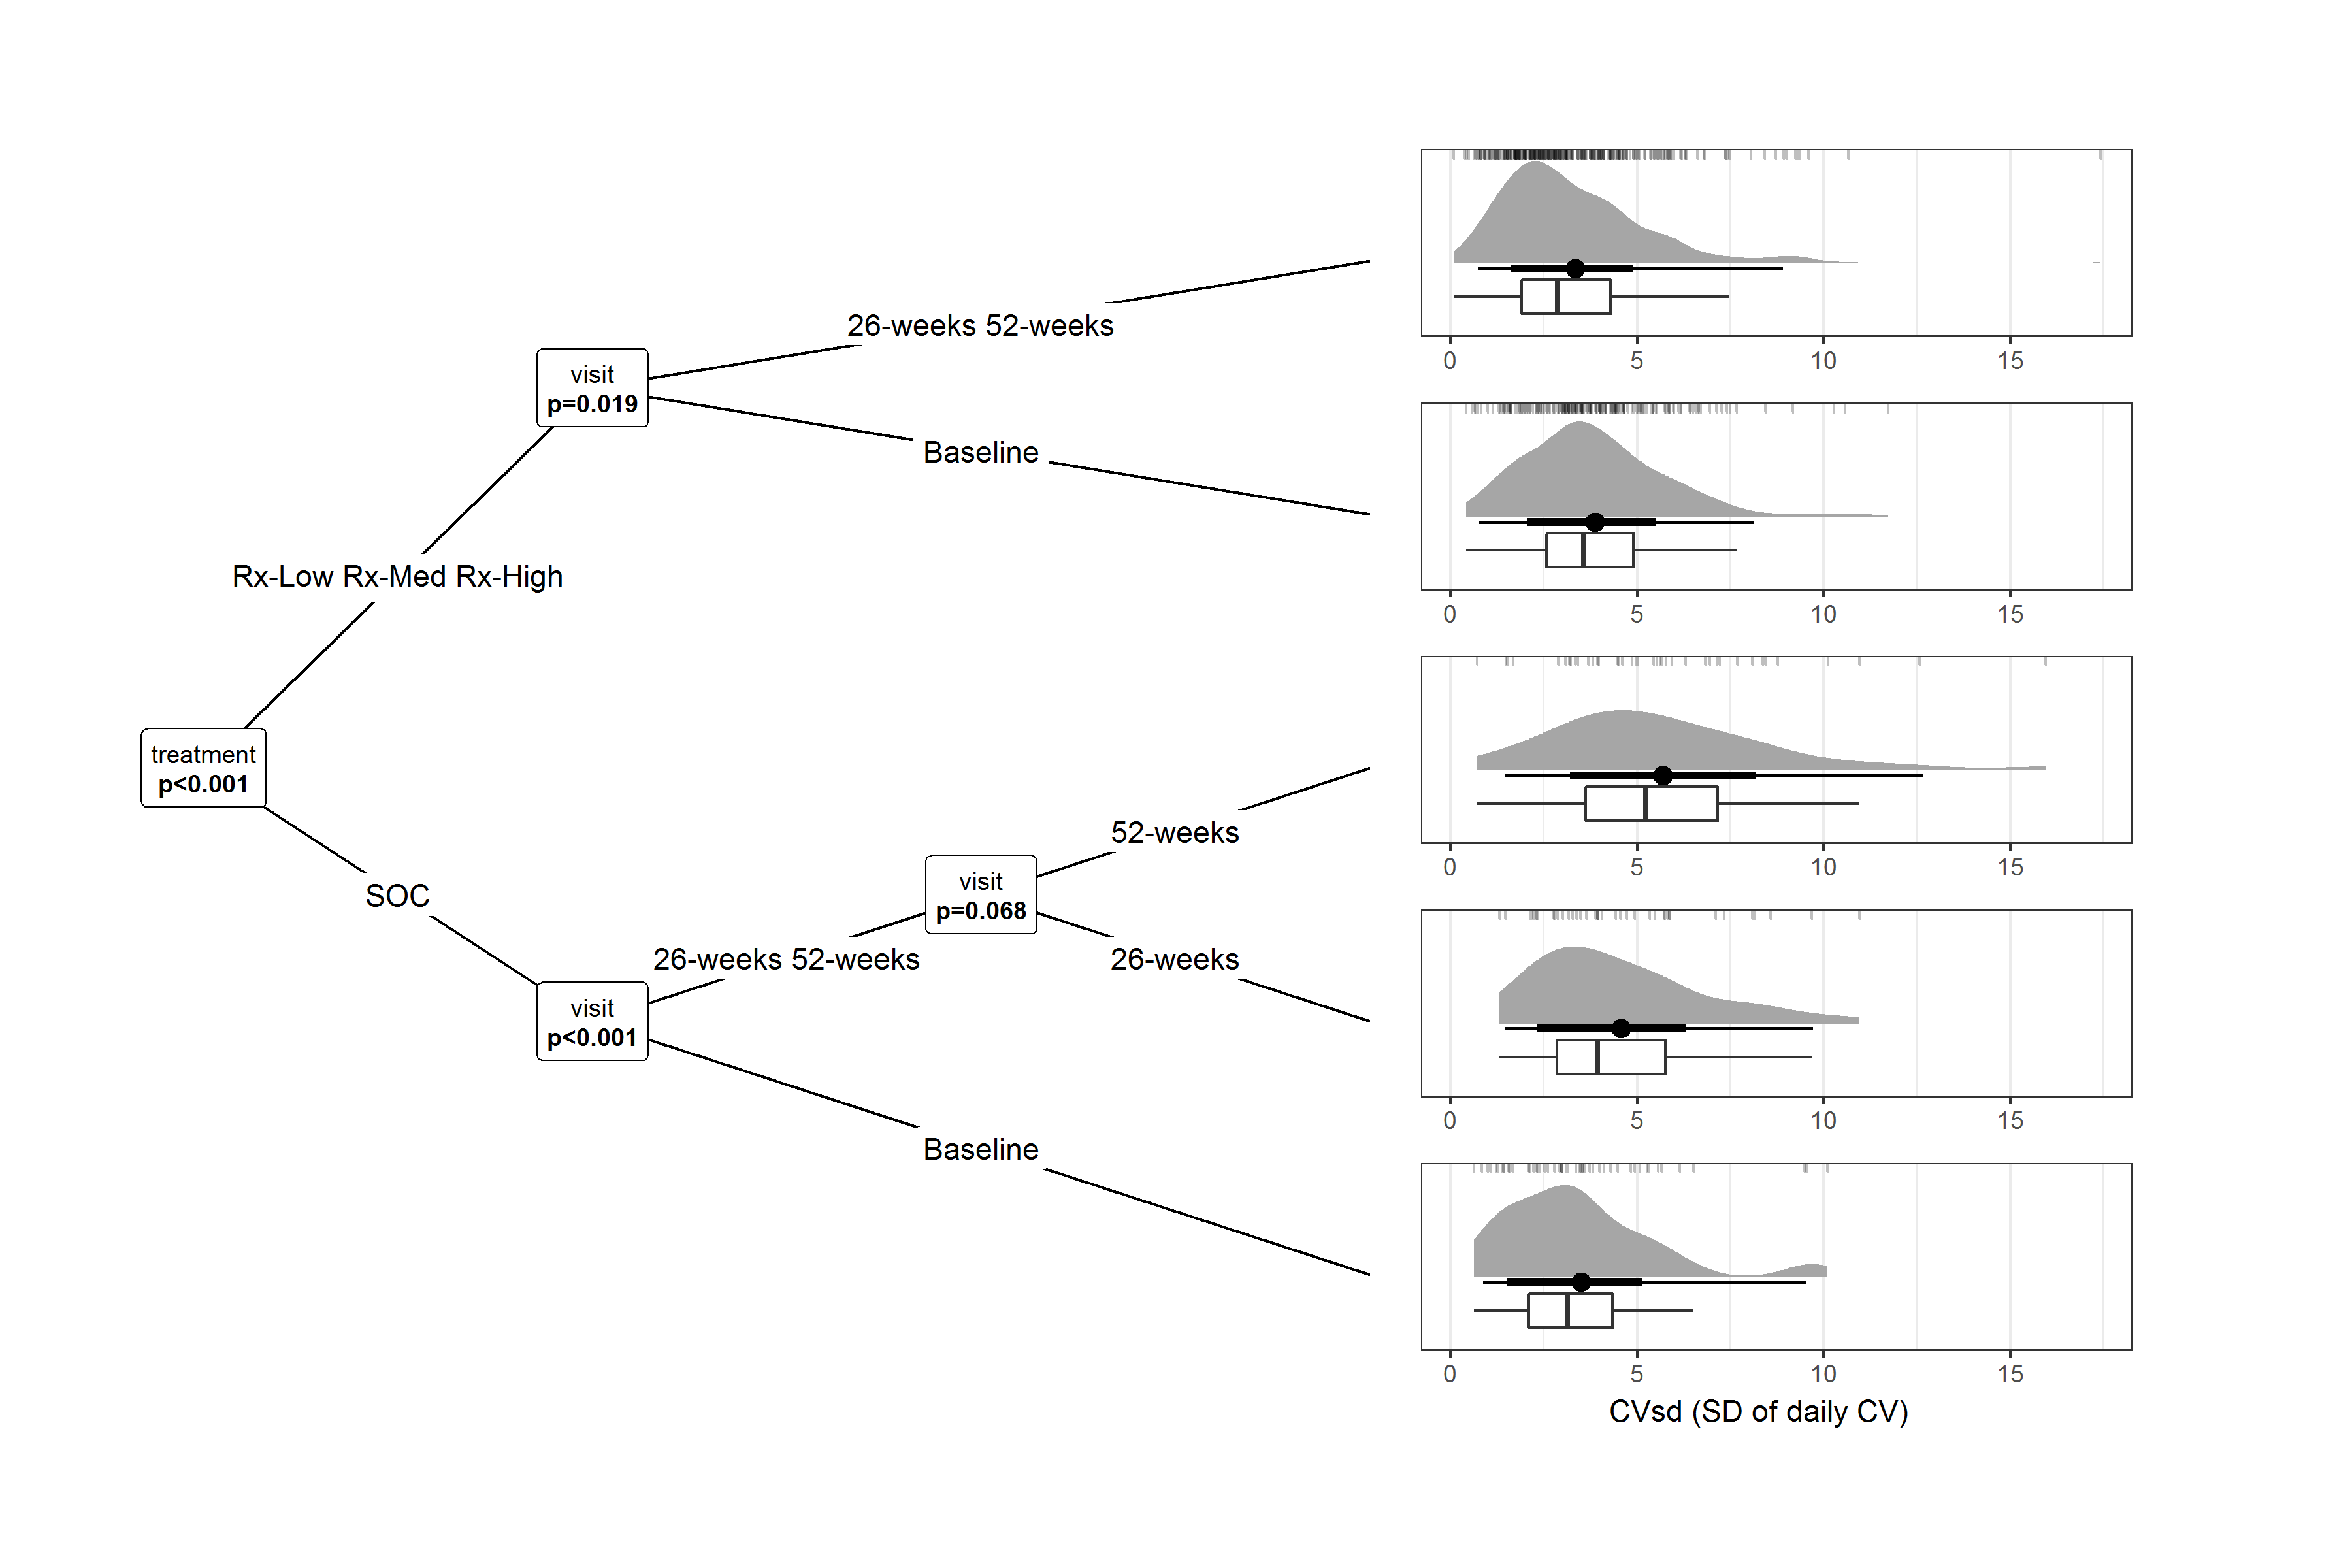 0 5 10 15
26-weeks 52-weeks
visit
p=0.019
Baseline
0 5 10 15
Rx-Low Rx-Med Rx-High
treatment
p<0.001
52-weeks
0 5 10 15
SOC
visit
p=0.068
26-weeks 52-weeks
26-weeks
visit
p<0.001
0 5 10 15
Baseline
0 5 10 15
CVsd (SD of daily CV)